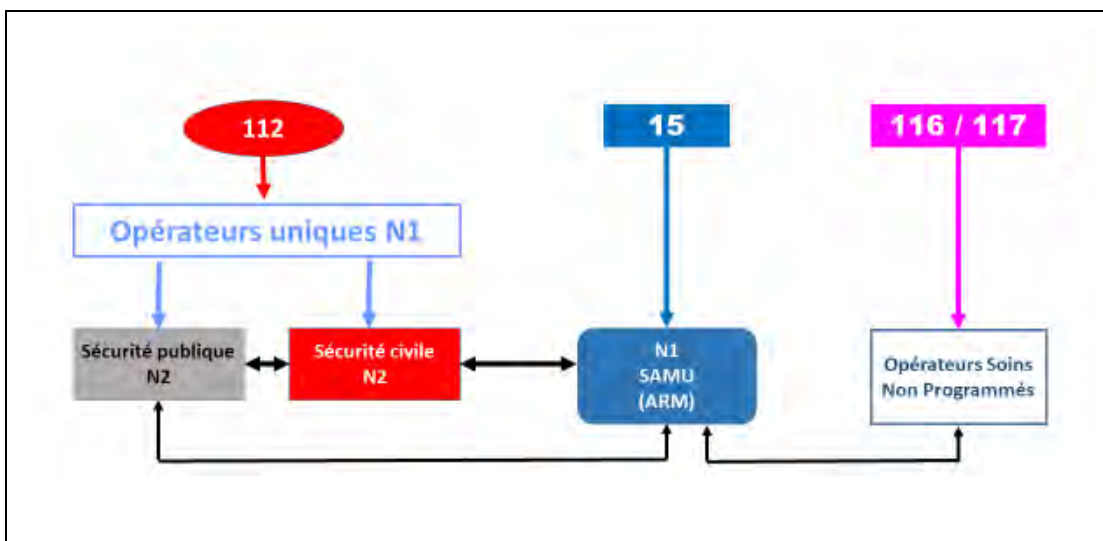 112
15
116 / 117
Opérateurs uniques N1
Sécurité publique
N2
Sécurité civile
N2
N1
SAMU
(ARM)
Opérateurs Soins
Non Programmés